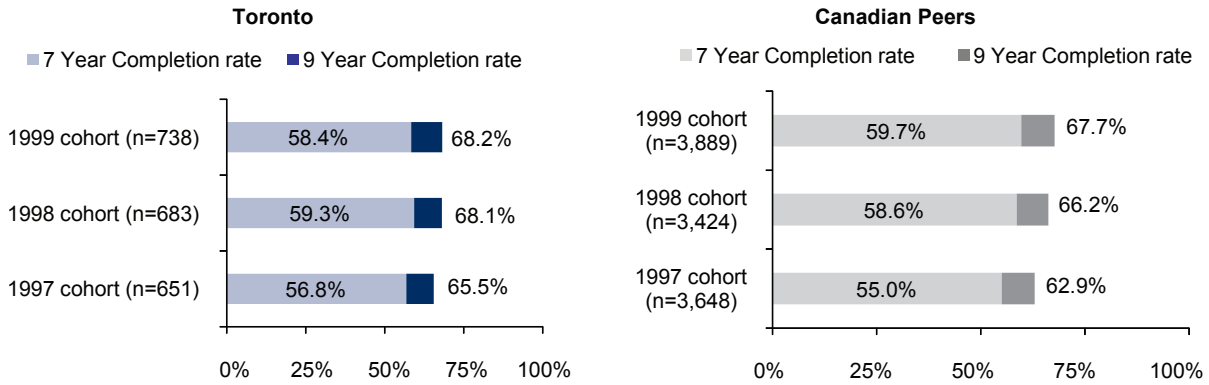 Toronto
7 Year Completion rate 9 Year Completion rate
1999 cohort (n=738) 58.4% 68.2%
1998 cohort (n=683) 59.3% 68.1%
1997 cohort (n=651) 56.8% 65.5%
0% 25% 50% 75% 100%
Canadian Peers
7 Year Completion rate 9 Year Completion rate
1999 cohort
(n=3,889) 59.7% 67.7%
1998 cohort
(n=3,424) 58.6% 66.2%
1997 cohort
(n=3,648) 55.0% 62.9%
0% 25% 50% 75% 100%